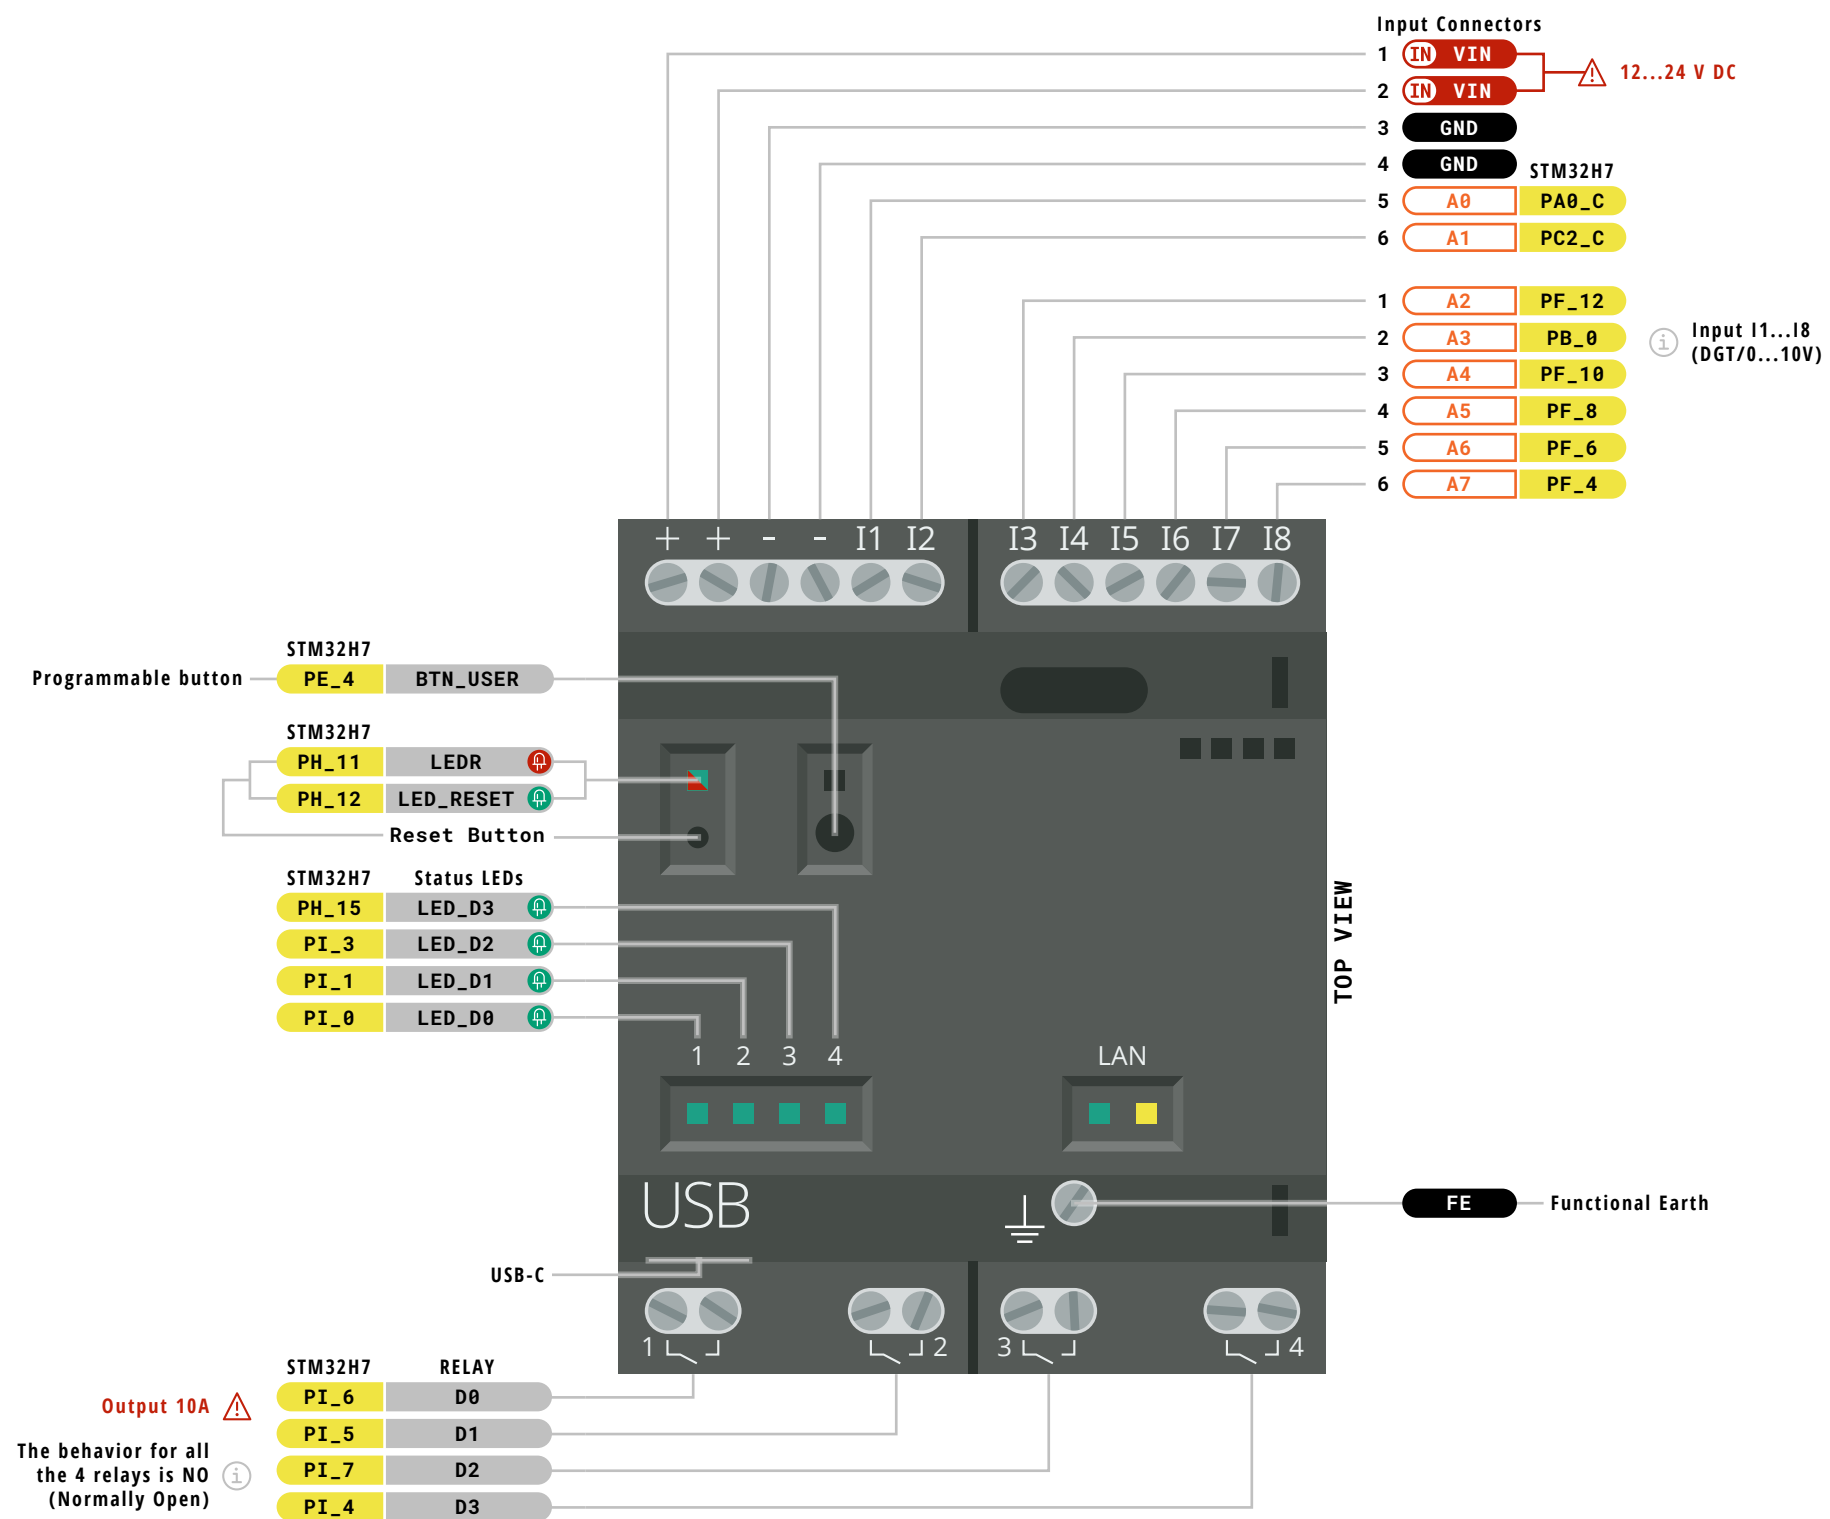 Input Connectors
1 IN VIN
12...24 V DC
2 IN VIN
3 GND
4 GND
STM32H7
5 A0 PA0_C
6 A1 PC2_C
1 A2 PF_12
2 A3 PB_0
3 A4 PF_10
4 A5 PF_8
5 A6 PF_6
6 A7 PF_4
Input I1...I8
(DGT/0...10V)
+ + - - I1 I2 I3 I4 I5 I6 I7 I8
STM32H7
Programmable button PE_4 BTN_USER
STM32H7
PH_11 LEDR
PH_12 LED_RESET
Reset Button
STM32H7 Status LEDs
PH_15 LED_D3
PI_3 LED_D2
PI_1 LED_D1
PI_0 LED_D0
TOP VIEW
1 2 3 4
LAN
USB
FE Functional Earth
USB-C
1 2 3 4
STM32H7 RELAY
Output 10A
PI_6 D0
PI_5 D1
PI_7 D2
PI_4 D3
The behavior for all
the 4 relays is NO
(Normally Open)